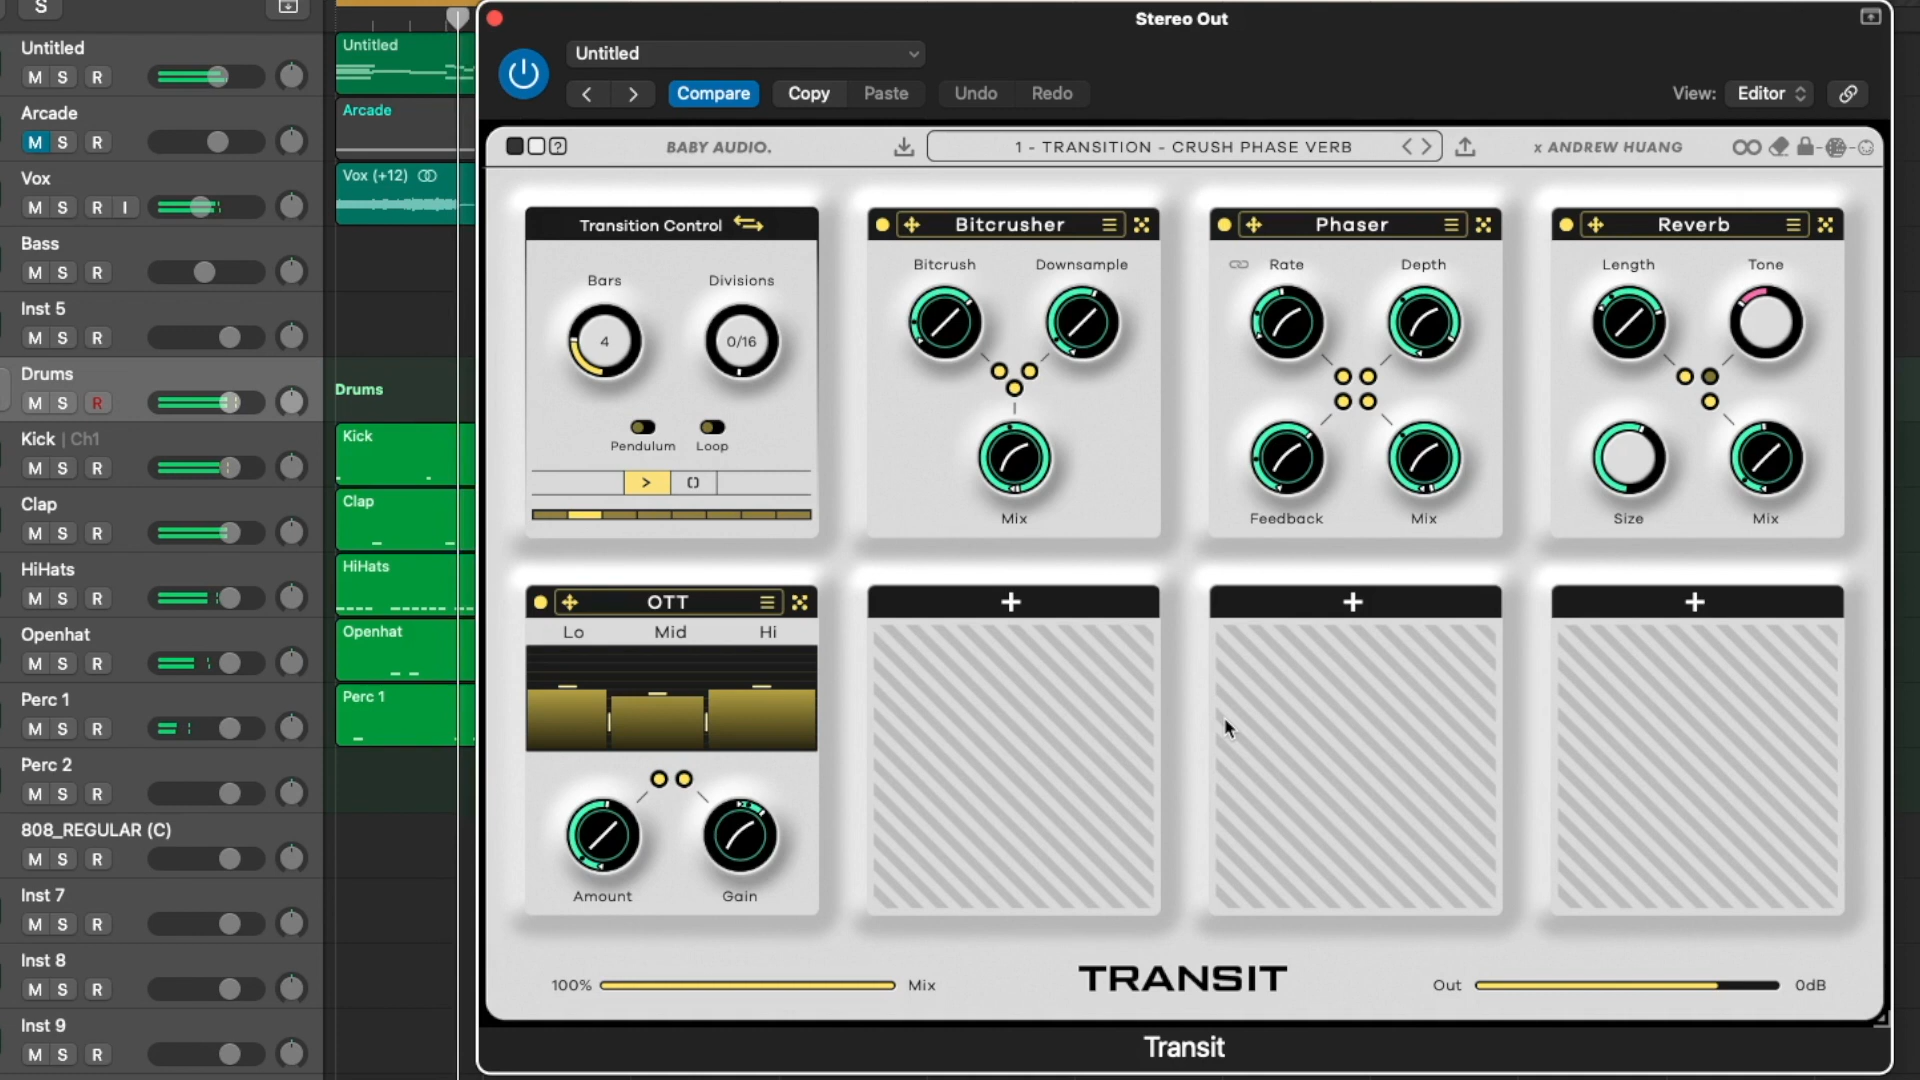 S
Untitled
M S R
Arcade
M S R
Vox
M S R I
Bass
M S R
Inst 5
M S R
Drums
M S R
Kick | Ch1
M S R
Clap
M S R
HiHats
M S R
Openhat
M S R
Perc 1
M S R
Perc 2
M S R
808_REGULAR (C)
M S R
Inst 7
M S R
Inst 8
M S R
Inst 9
M S R
Untitled
Arcade
Vox (+12)
Drums
Kick
Clap
HiHats
Openhat
Perc 1
Stereo Out
Untitled
Compare Copy Paste Undo Redo View: Editor
? BABY AUDIO. 1 - TRANSITION - CRUSH PHASE VERB x ANDREW HUANG
Transition Control
Bars Divisions
4 0/16
Pendulum Loop
Bitcrusher
Bitcrush Downsample
Mix
Phaser
Rate Depth
Feedback Mix
Reverb
Length Tone
Size Mix
OTT
Lo Mid Hi
Amount Gain
+ + +
100% Mix TRANSIT Out 0dB
Transit